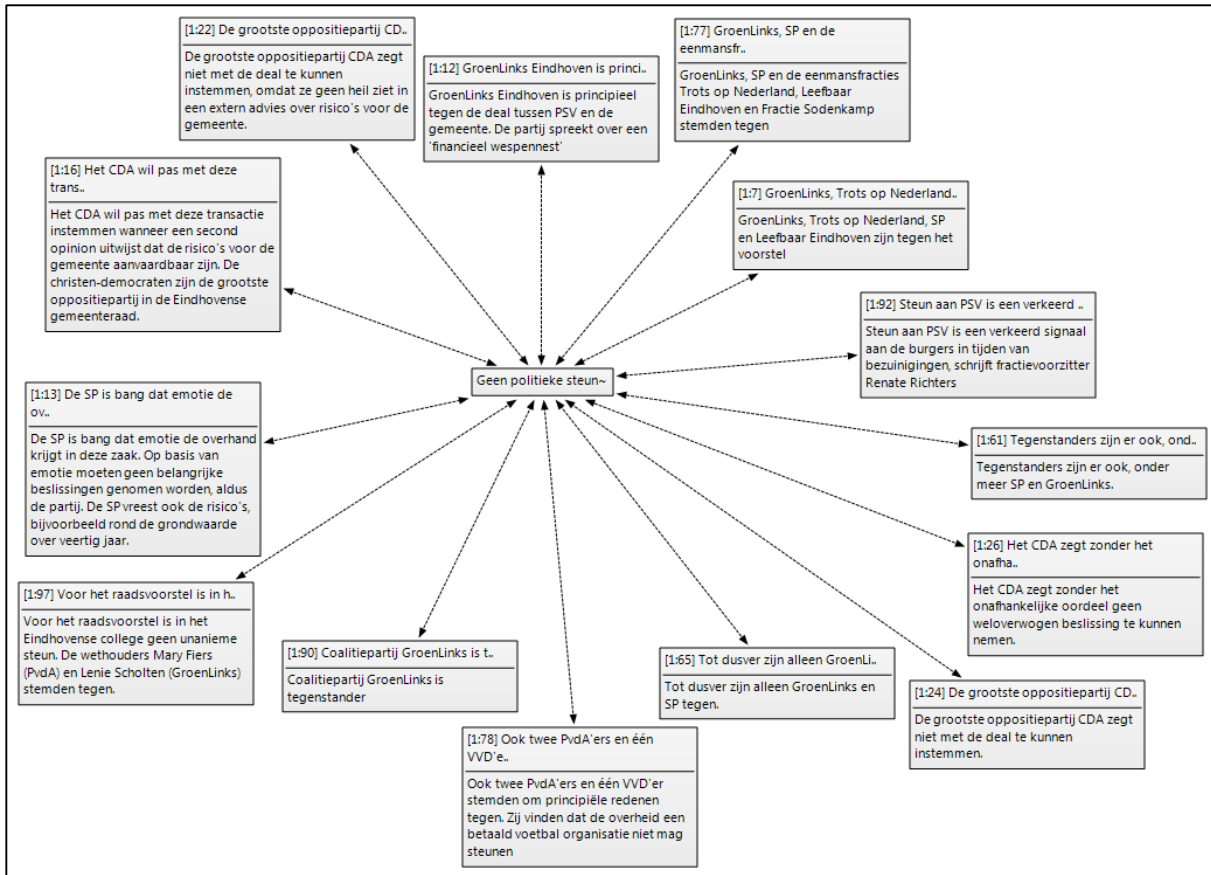 [1:22] De grootste oppositiepartij CD..
De grootste oppositiepartij CDA zegt
niet met de deal te kunnen
instemmen, omdat ze geen heil ziet in
een extern advies over risico's voor de
gemeente.
[1:12] GroenLinks Eindhoven is princi..
GroenLinks Eindhoven is principieel
tegen de deal tussen PSV en de
gemeente. De partij spreekt over een
'financieel wespennest'
[1:77] GroenLinks, SP en de
eenmansfr..
GroenLinks, SP en de eenmansfracties
Trots op Nederland, Leefbaar
Eindhoven en Fractie Sodenkamp
stemden tegen
[1:16] Het CDA wil pas met deze
trans..
Het CDA wil pas met deze transactie
instemmen wanneer een second
opinion uitwijst dat de risico's voor de
gemeente aanvaardbaar zijn. De
christen-democraten zijn de grootste
oppositiepartij in de Eindhovense
gemeenteraad.
[1:7] GroenLinks, Trots op Nederland..
GroenLinks, Trots op Nederland, SP
en Leefbaar Eindhoven zijn tegen het
voorstel
[1:92] Steun aan PSV is een verkeerd ..
Steun aan PSV is een verkeerd signaal
aan de burgers in tijden van
bezuinigingen, schrijft fractievoorzitter
Renate Richters
Geen politieke steun~
[1:13] De SP is bang dat emotie de
ov..
De SP is bang dat emotie de overhand
krijgt in deze zaak. Op basis van
emotie moeten geen belangrijke
beslissingen genomen worden, aldus
de partij. De SP vreest ook de risico's,
bijvoorbeeld rond de grondwaarde
over veertig jaar.
[1:61] Tegenstanders zijn er ook, ond..
Tegenstanders zijn er ook, onder
meer SP en GroenLinks.
[1:26] Het CDA zegt zonder het
onafha..
Het CDA zegt zonder het
onafhankelijke oordeel geen
weloverwogen beslissing te kunnen
nemen.
[1:97] Voor het raadsvoorstel is in h..
Voor het raadsvoorstel is in het
Eindhovense college geen unanieme
steun. De wethouders Mary Fiers
(PvdA) en Lenie Scholten (GroenLinks)
stemden tegen.
[1:90] Coalitiepartij GroenLinks is t..
Coalitiepartij GroenLinks is
tegenstander
[1:65] Tot dusver zijn alleen GroenLi..
Tot dusver zijn alleen GroenLinks en
SP tegen.
[1:24] De grootste oppositiepartij CD..
De grootste oppositiepartij CDA zegt
niet met de deal te kunnen
instemmen.
[1:78] Ook twee PvdA'ers en één
VVD'e..
Ook twee PvdA'ers en één VVD'er
stemden om principiële redenen
tegen. Zij vinden dat de overheid een
betaald voetbal organisatie niet mag
steunen